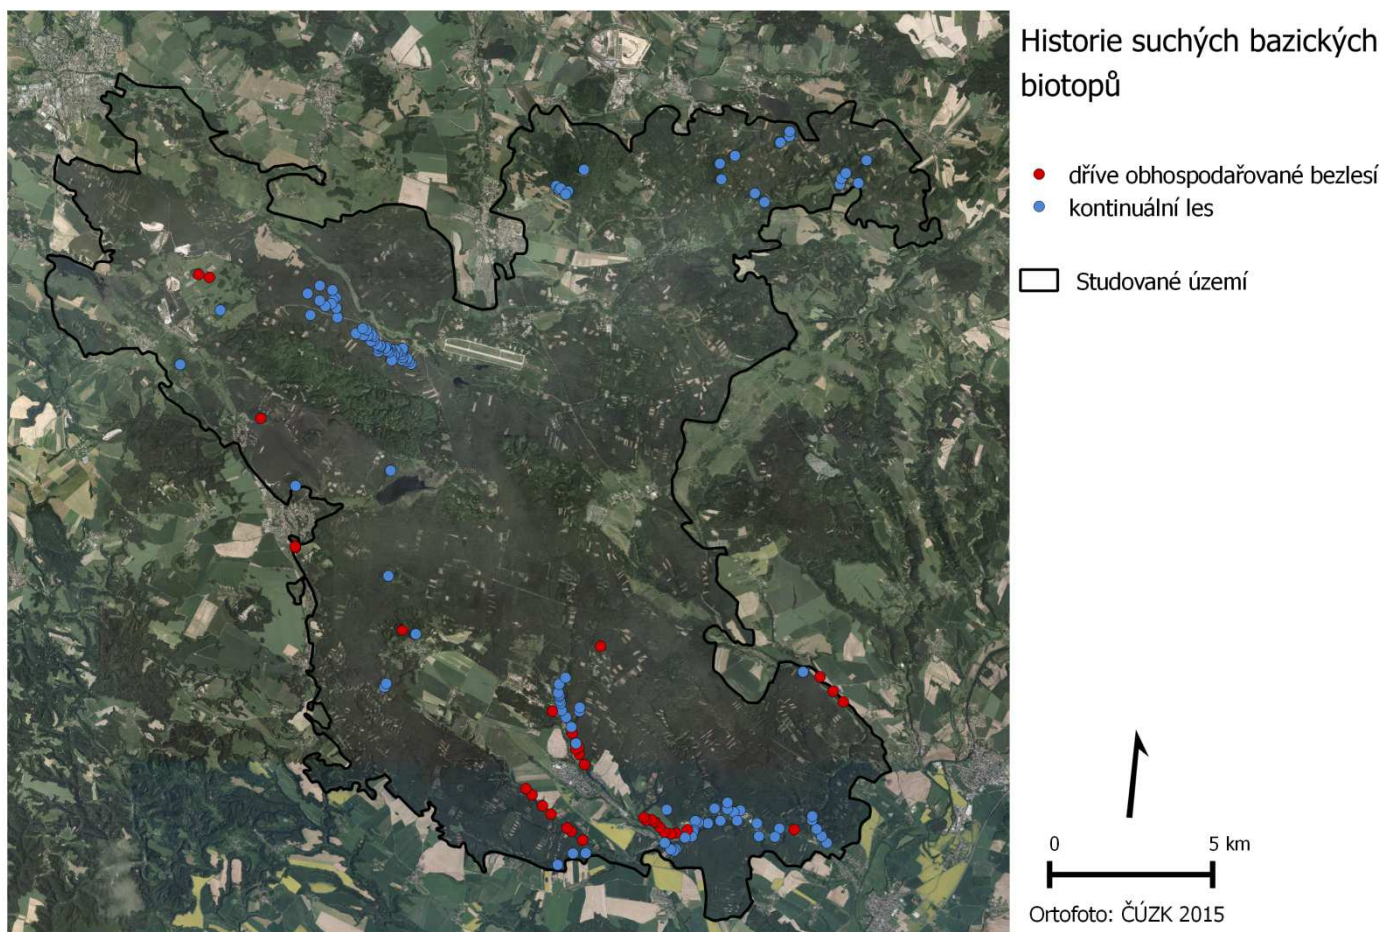 Historie suchých bazických
biotopů
dříve obhospodařované bezlesí
kontinuální les
Studované území
0 5 km
Ortofoto: ČÚZK 2015